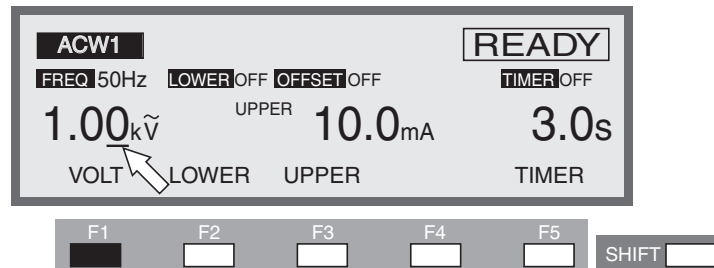 ACW1 READY
FREQ 50Hz LOWER OFF OFFSET OFF TIMER OFF
1.00kṼ UPPER 10.0mA 3.0s
VOLT LOWER UPPER TIMER
F1 F2 F3 F4 F5
SHIFT